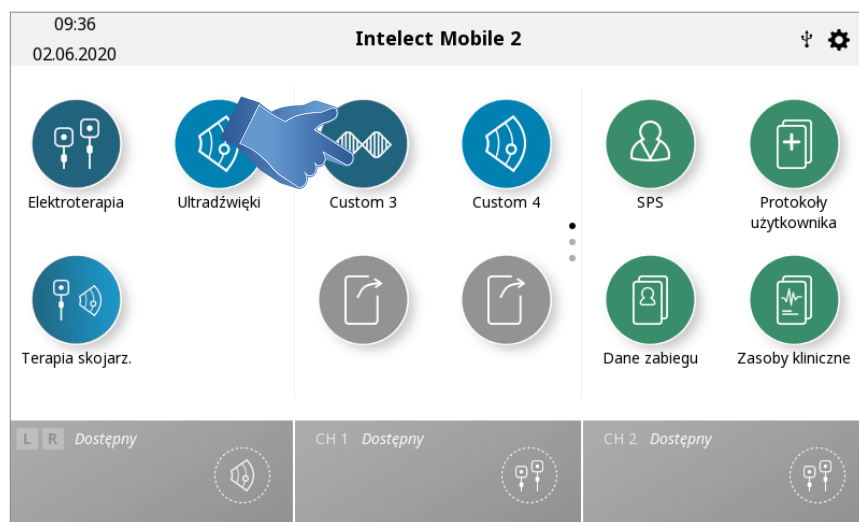 09:36
02.06.2020
Intelect Mobile 2
Elektroterapia
Ultradźwięki
Custom 3
Custom 4
SPS
Protokoły
użytkownika
Terapia skojarz.
Dane zabiegu
Zasoby kliniczne
L R Dostępny
CH 1 Dostępny
CH 2 Dostępny